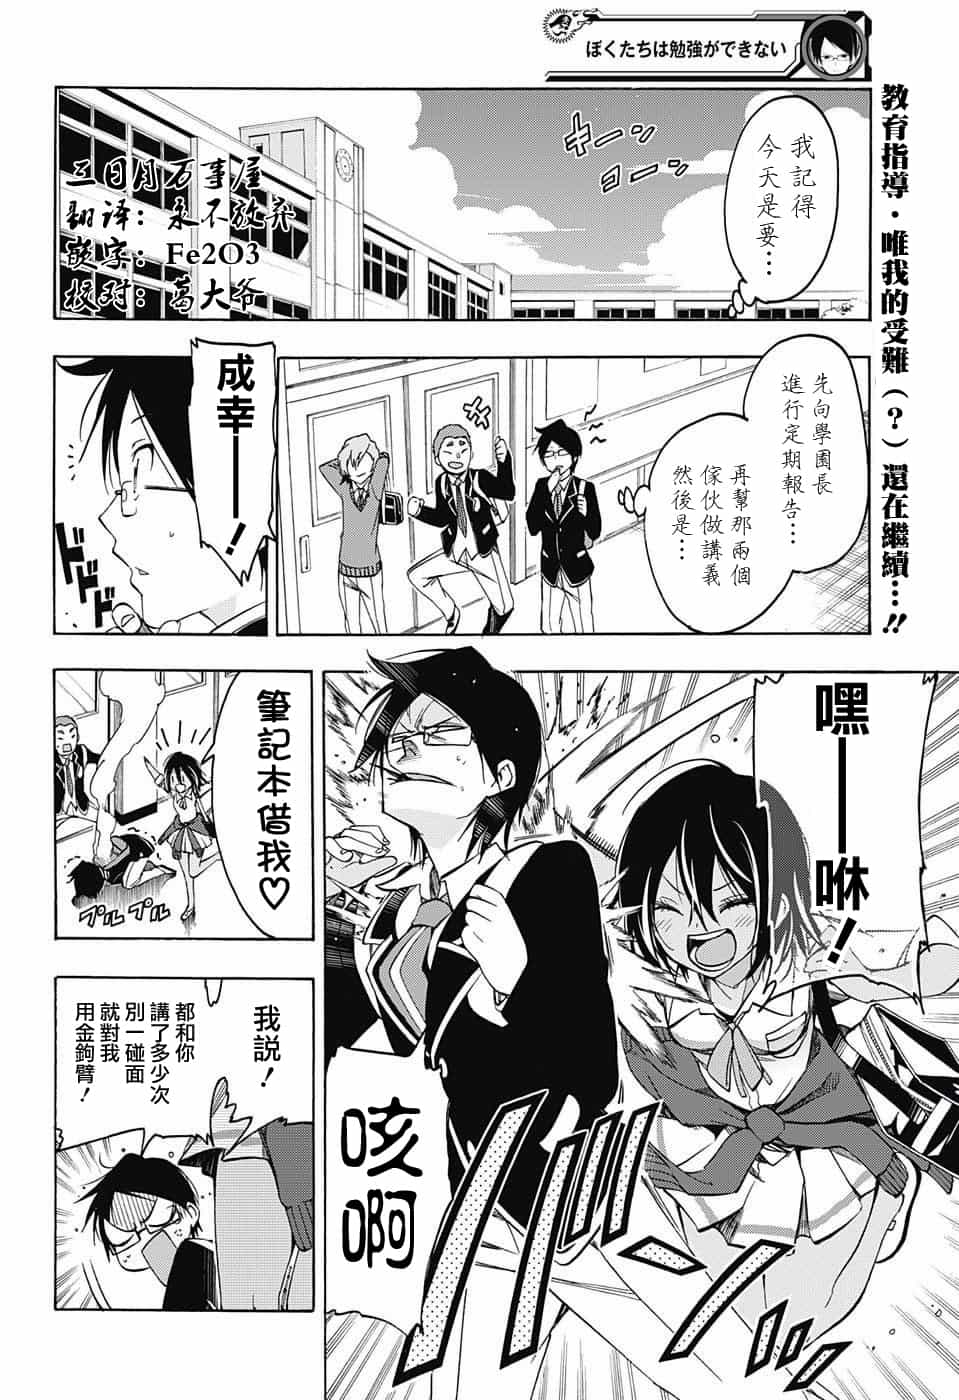 ぼくたちは勉強ができない
教育指導・唯我的受難(?)還在繼續…!!
キーン
コーン
我記得
今天是要…
三日月万事屋
翻译：永不放弃
嵌字：Fe2O3
校对：葛大爷
先向學園長
進行定期報告…
再幫那兩個
傢伙做講義
然後是…
成幸——!
ドドドド
嘿——咻!
咳啊
バーン
筆記本借我♡
プルプル
我説!
都和你
講了多少次
別一碰面
就對我
用金鉤臂!